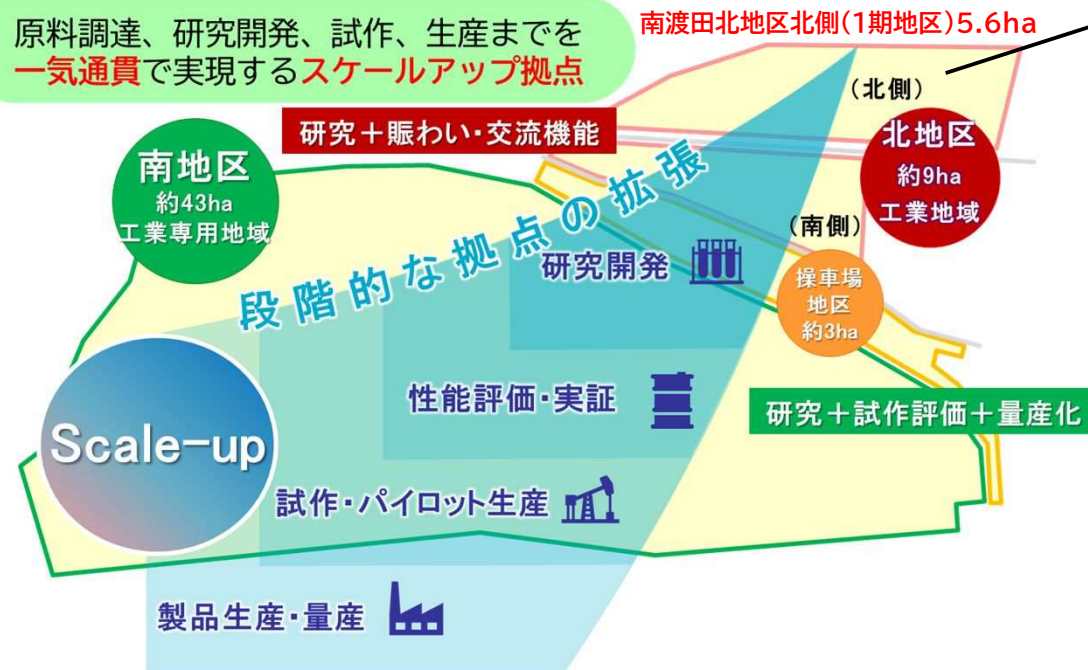 原料調達、研究開発、試作、生産までを
一気通貫で実現するスケールアップ拠点
南渡田北地区北側(1期地区)5.6ha
(北側)
研究＋賑わい・交流機能
北地区
約9ha
工業地域
南地区
約43ha
工業専用地域
段階的な拠点の拡張
(南側)
研究開発
操車場
地区
約3ha
性能評価・実証
研究＋試作評価＋量産化
Scale-up
試作・パイロット生産
製品生産・量産